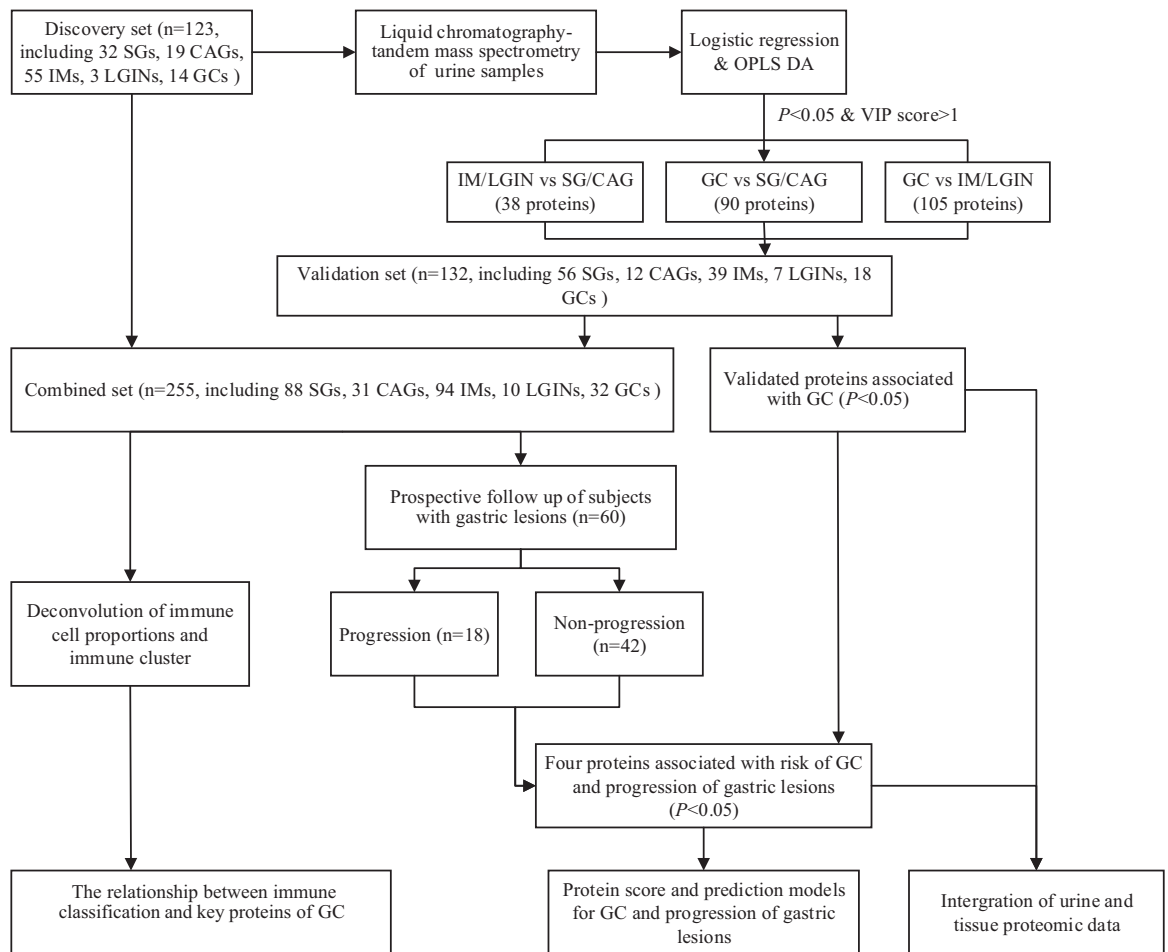 Discovery set (n=123,
including 32 SGs, 19 CAGs,
55 IMs, 3 LGINs, 14 GCs )
Liquid chromatography-
tandem mass spectrometry
of urine samples
Logistic regression
& OPLS DA
P<0.05 & VIP score>1
IM/LGIN vs SG/CAG
(38 proteins)
GC vs SG/CAG
(90 proteins)
GC vs IM/LGIN
(105 proteins)
Validation set (n=132, including 56 SGs, 12 CAGs, 39 IMs, 7 LGINs, 18
GCs )
Combined set (n=255, including 88 SGs, 31 CAGs, 94 IMs, 10 LGINs, 32 GCs )
Validated proteins associated
with GC (P<0.05)
Prospective follow up of subjects
with gastric lesions (n=60)
Deconvolution of immune
cell proportions and
immune cluster
Progression (n=18)
Non-progression
(n=42)
Four proteins associated with risk of GC
and progression of gastric lesions
(P<0.05)
The relationship between immune
classification and key proteins of GC
Protein score and prediction models
for GC and progression of gastric
lesions
Intergration of urine and
tissue proteomic data